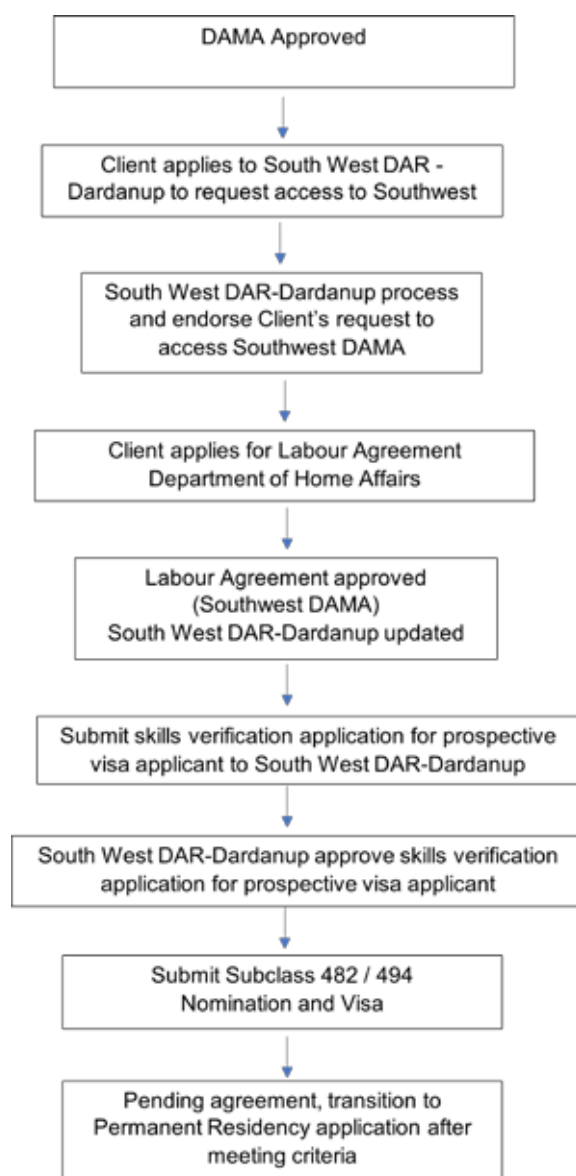 DAMA Approved
Client applies to South West DAR -
Dardanup to request access to Southwest
South West DAR-Dardanup process
and endorse Client's request to
access Southwest DAMA
Client applies for Labour Agreement
Department of Home Affairs
Labour Agreement approved
(Southwest DAMA)
South West DAR-Dardanup updated
Submit skills verification application for prospective
visa applicant to South West DAR-Dardanup
South West DAR-Dardanup approve skills verification
application for prospective visa applicant
Submit Subclass 482 / 494
Nomination and Visa
Pending agreement, transition to
Permanent Residency application after
meeting criteria